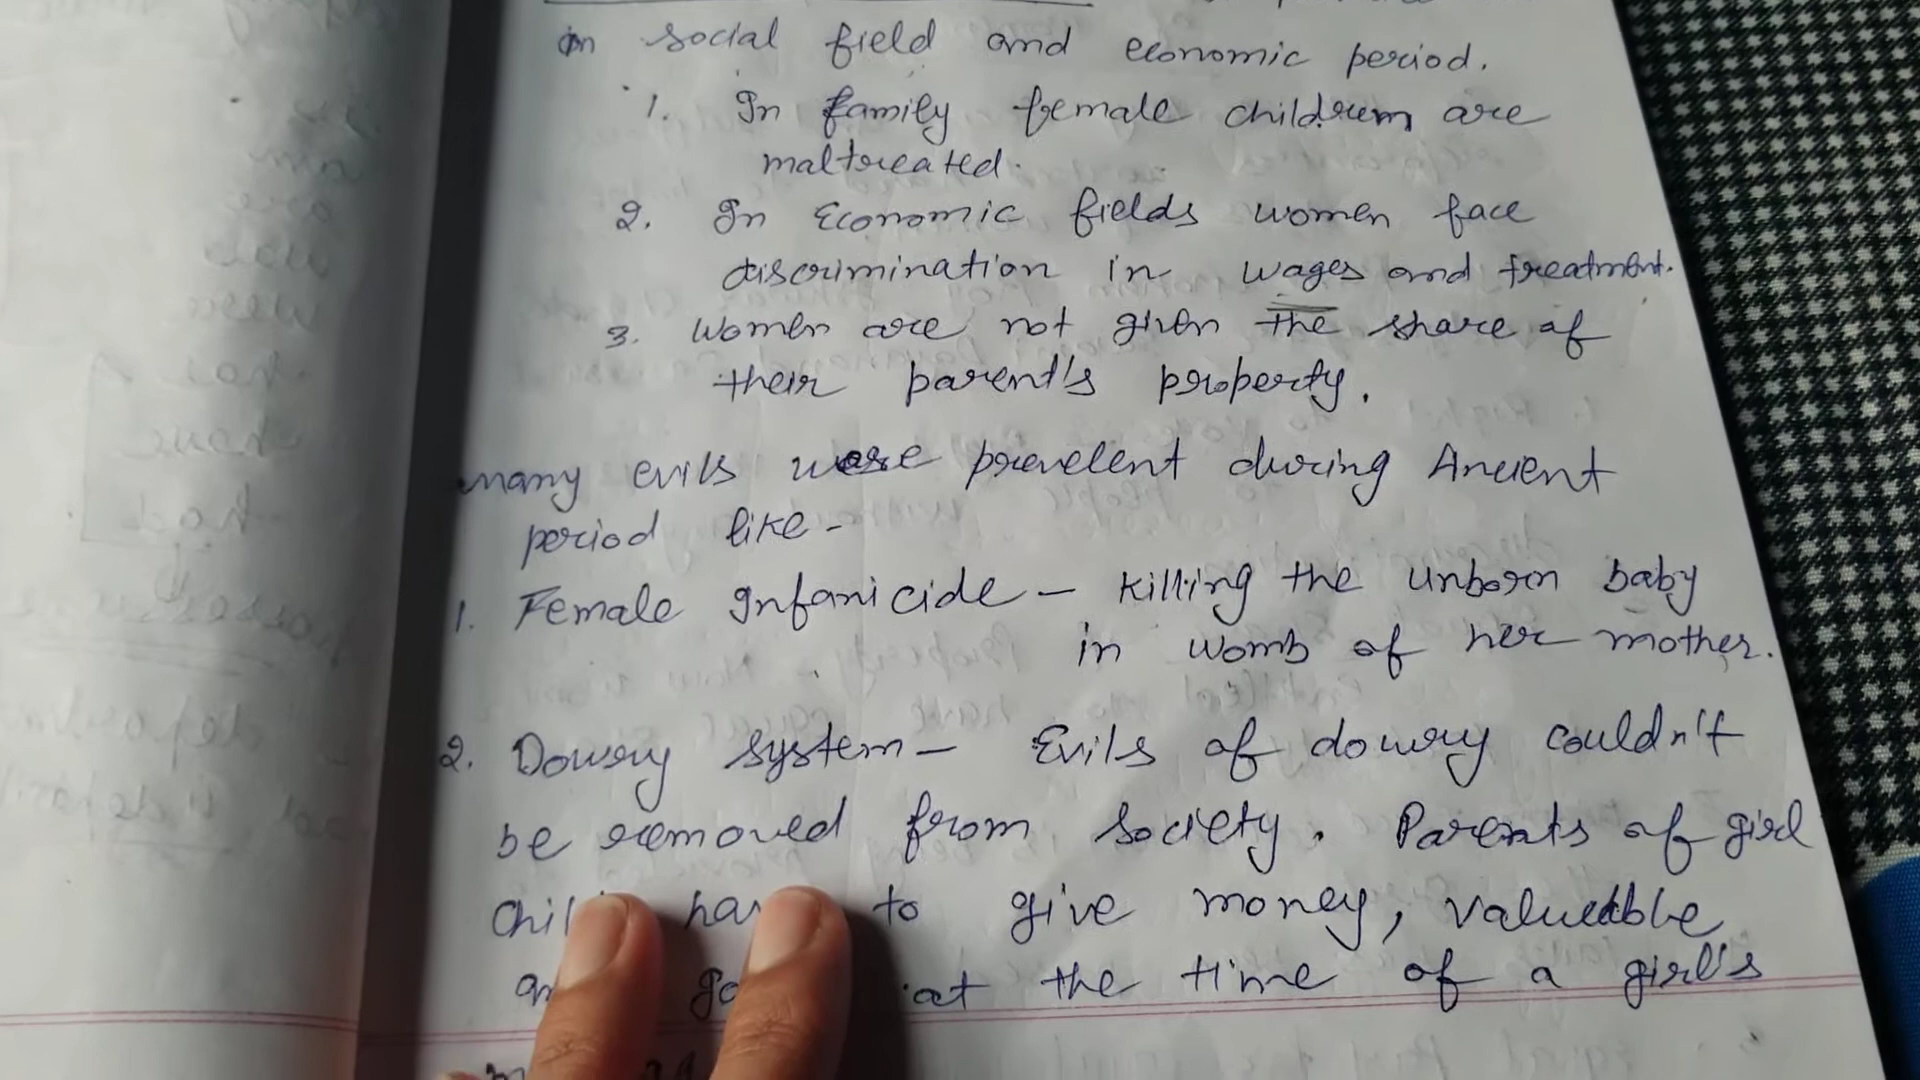 in social field and economic period.
1. In family female children are
maltreated.
2. In Economic fields women face
discrimination in wages and treatment.
3. Women are not given the share of
their parent's property.
many evils were prevelent during Ancient
period like -
1. Female Infanicide - Killing the unborn baby
in womb of her mother.
2. Dowry system - Evils of dowry couldn't
be removed from society. Parents of girl
to give money, valueable
at the time of a girl's